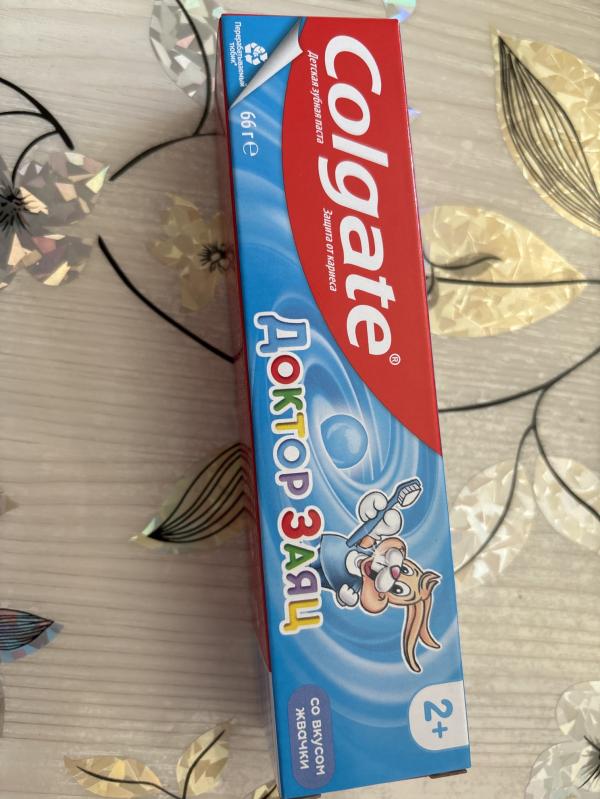 Colgate®
Детская зубная паста
Защита от кариеса
Перерабатываемый
тюбик*
66 г ℮
ДОКТОР ЗАЯЦ
2+
СО ВКУСОМ
ЖВАЧКИ